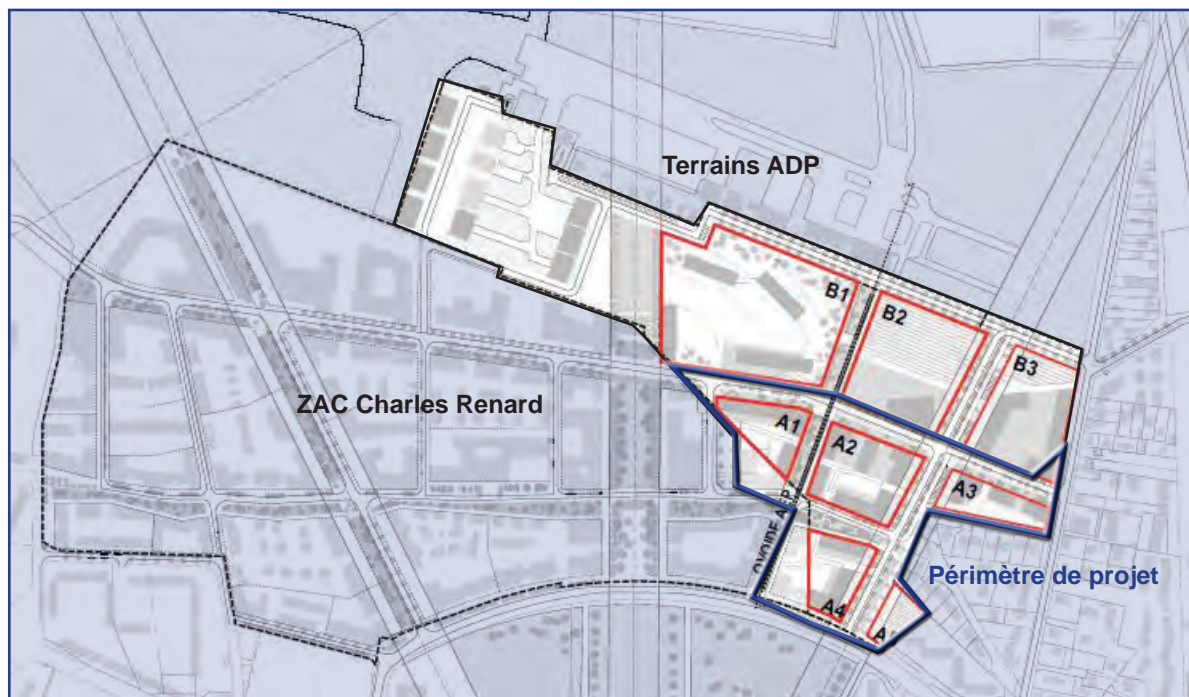 Terrains ADP
B1
B2
B3
ZAC Charles Renard
A1
A2
A3
Périmètre de projet
A4
A